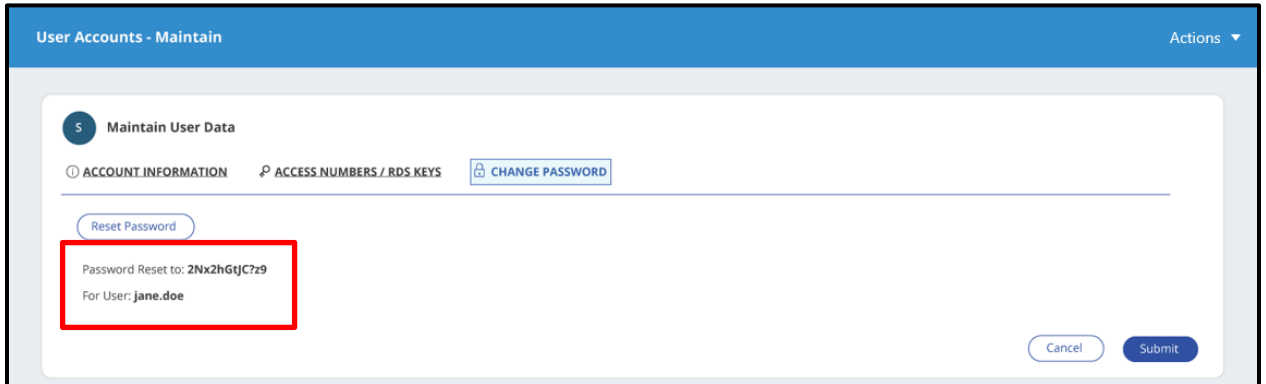 User Accounts - Maintain
Actions
S
Maintain User Data
ACCOUNT INFORMATION
ACCESS NUMBERS / RDS KEYS
CHANGE PASSWORD
Reset Password
Password Reset to: 2Nx2hGtJC?z9
For User: jane.doe
Cancel
Submit